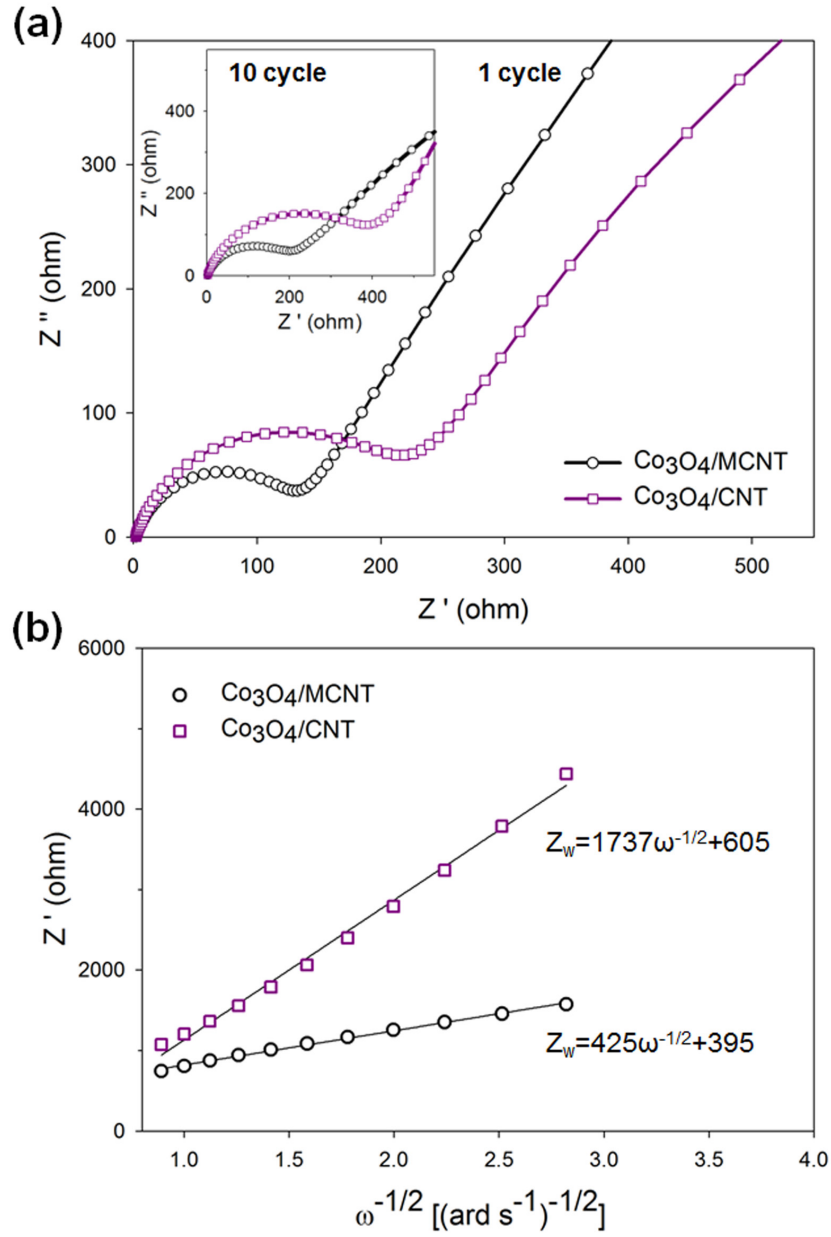 (a)
400
300
200
100
0
Z " (ohm)
10 cycle
1 cycle
400
200
0
Z " (ohm)
0 200 400
Z ' (ohm)
Co3O4/MCNT
Co3O4/CNT
0 100 200 300 400 500
Z ' (ohm)
(b)
6000
4000
2000
0
Z ' (ohm)
Co3O4/MCNT
Co3O4/CNT
Zw=1737ω-1/2+605
Zw=425ω-1/2+395
1.0 1.5 2.0 2.5 3.0 3.5 4.0
ω-1/2 [(ard s-1)-1/2]